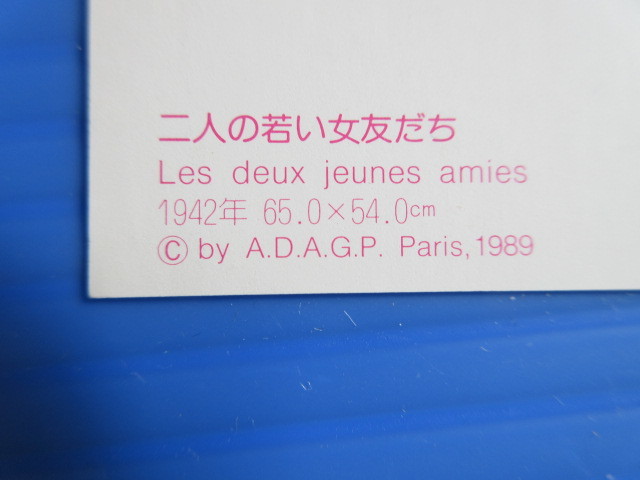 二人の若い女友だち
Les deux jeunes amies
1942年 65.0×54.0cm
© by A.D.A.G.P. Paris, 1989